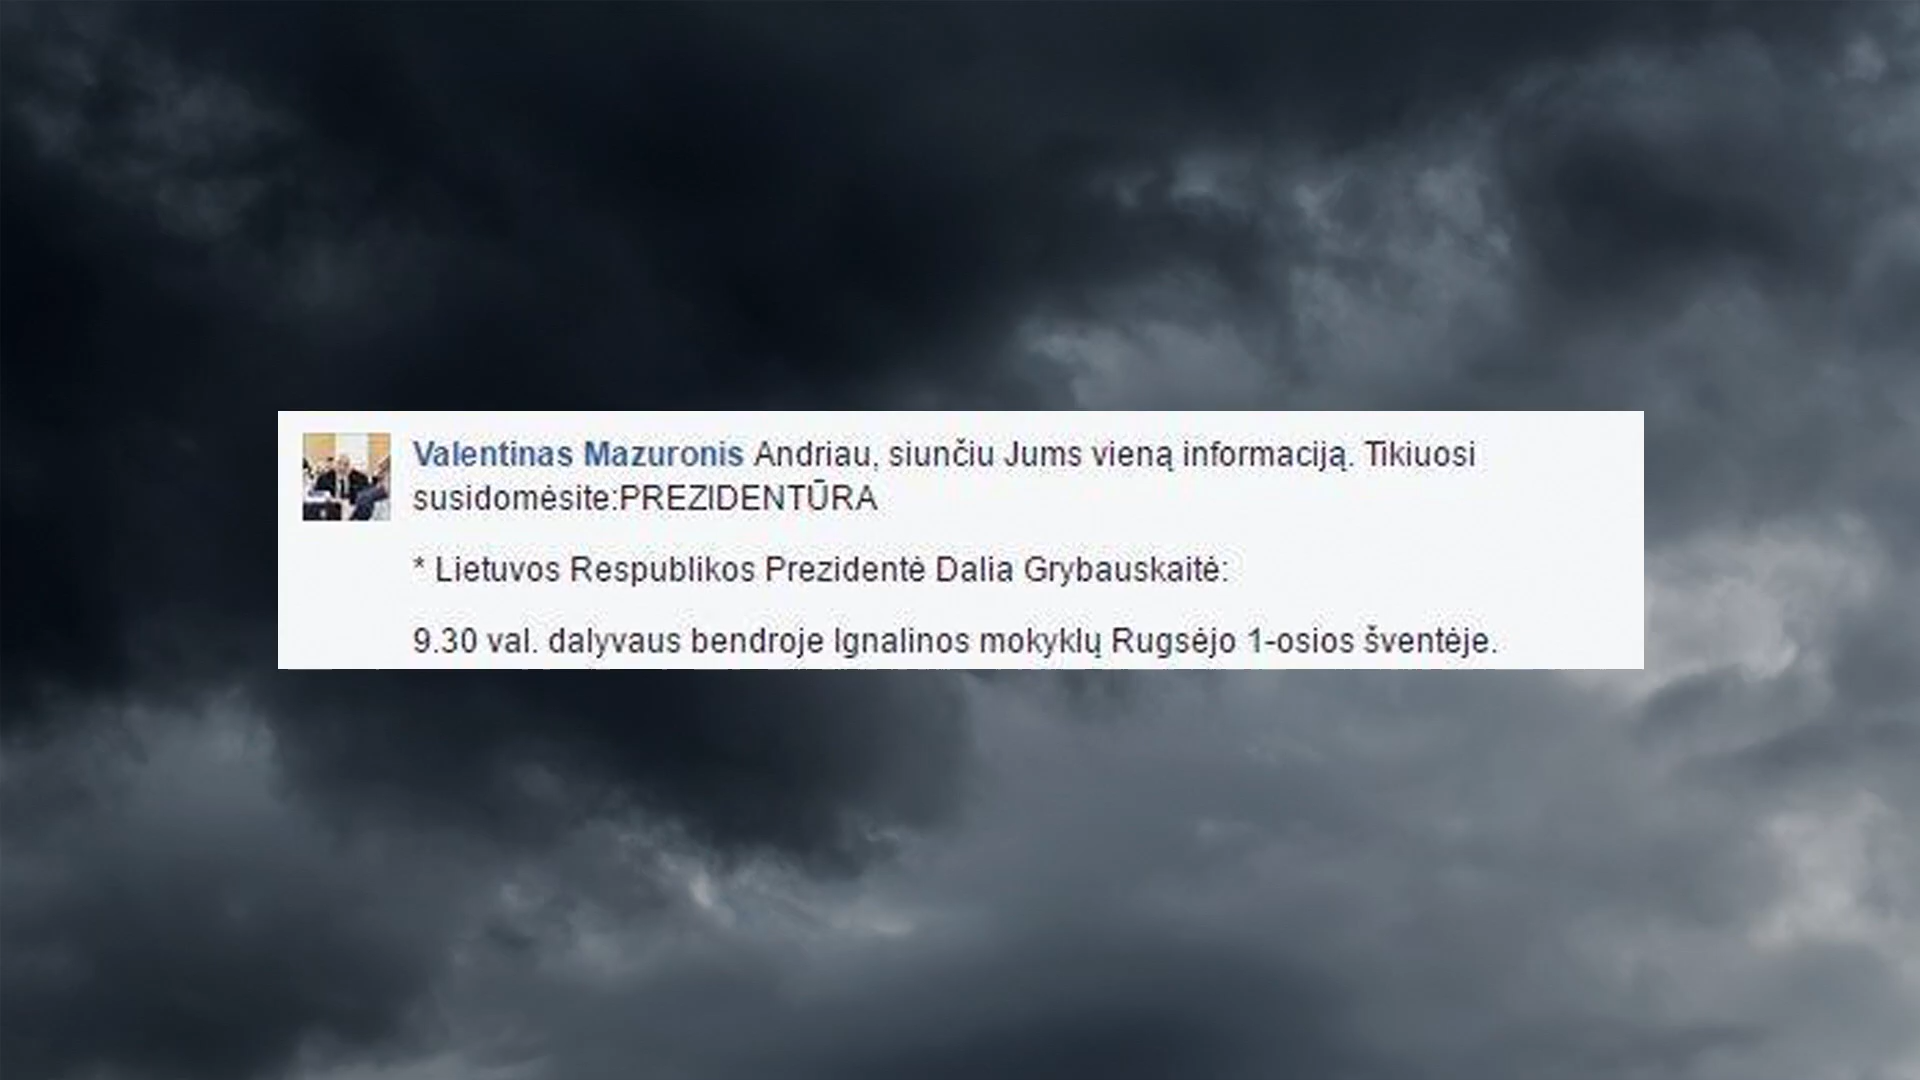 Valentinas Mazuronis Andriau, siunčiu Jums vieną informaciją. Tikiuosi
susidomėsite:PREZIDENTŪRA
* Lietuvos Respublikos Prezidentė Dalia Grybauskaitė:
9.30 val. dalyvaus bendroje Ignalinos mokyklų Rugsėjo 1-osios šventėje.